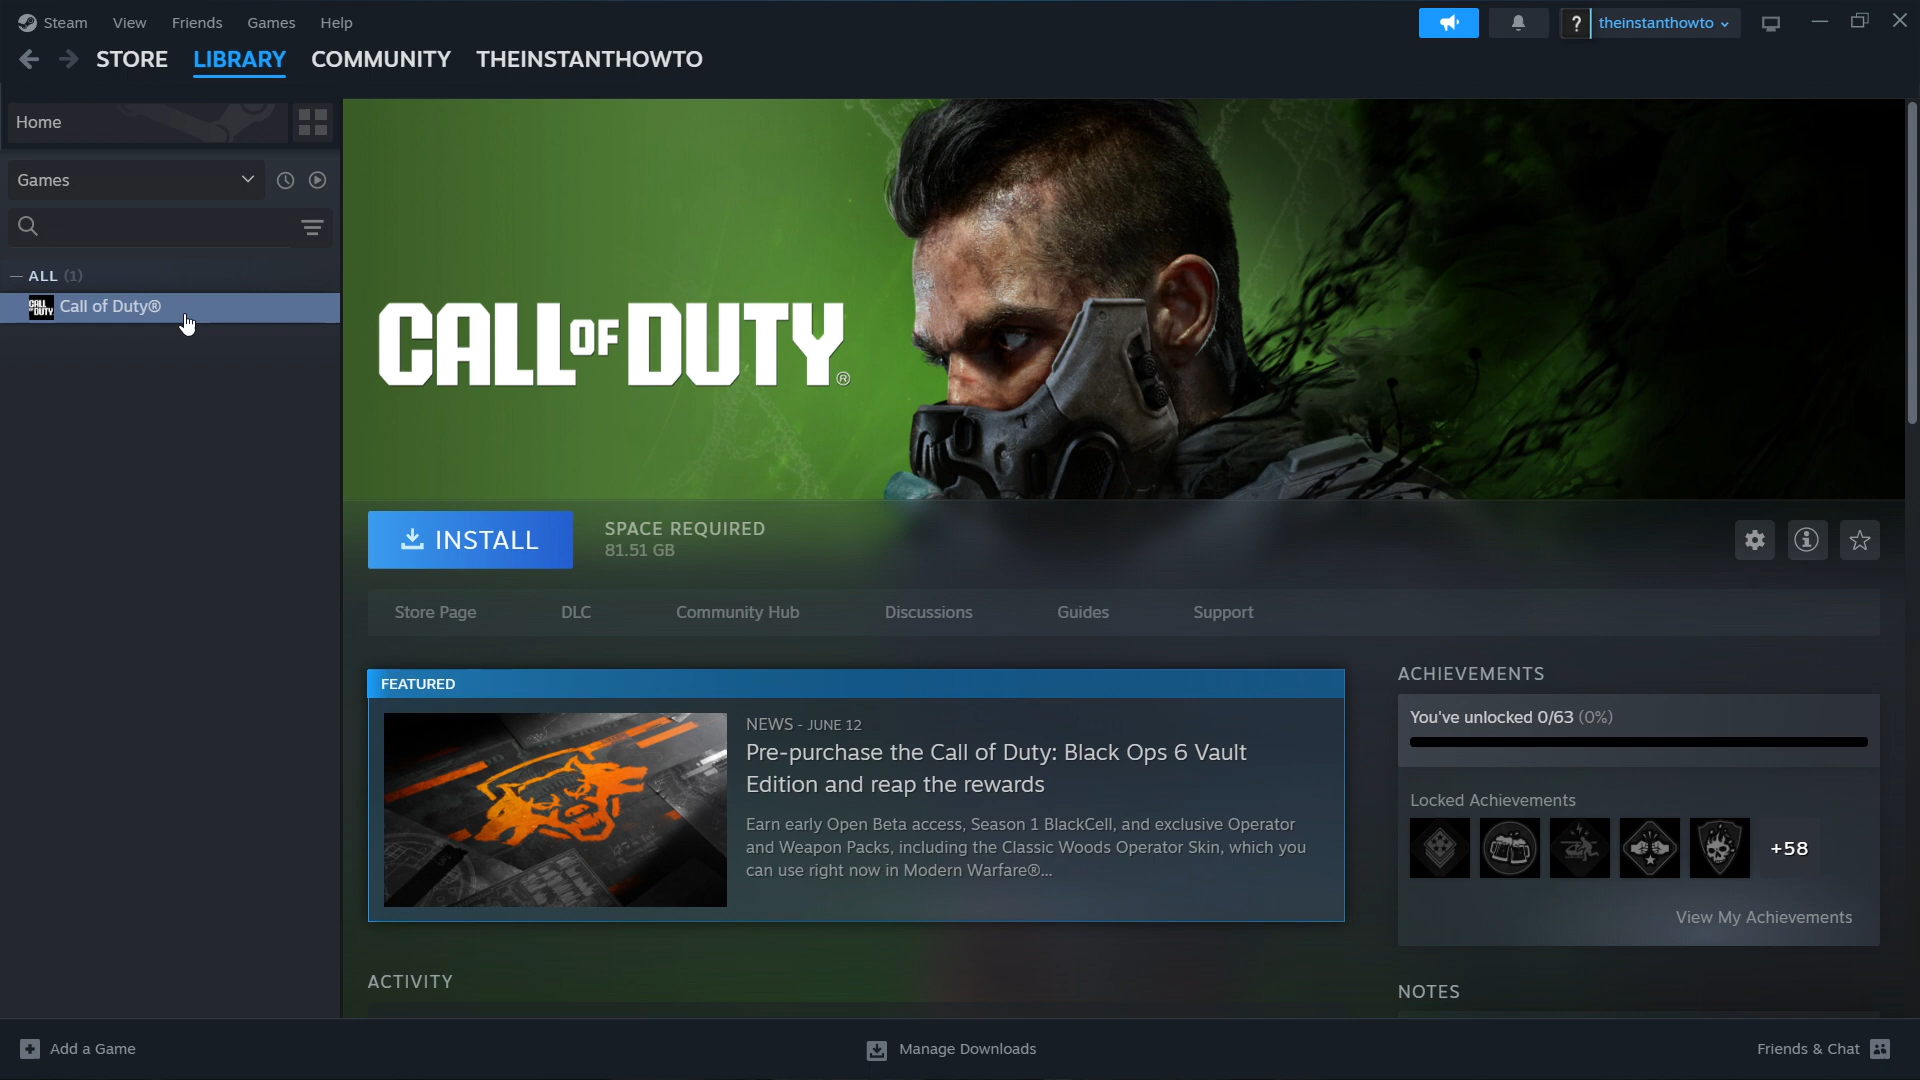 Steam View Friends Games Help
? theinstanthowto
STORE LIBRARY COMMUNITY THEINSTANTHOWTO
Home
Games
— ALL (1)
CALL OF DUTY Call of Duty®
CALL OF DUTY®
INSTALL
SPACE REQUIRED
81.51 GB
Store Page DLC Community Hub Discussions Guides Support
FEATURED
NEWS - JUNE 12
Pre-purchase the Call of Duty: Black Ops 6 Vault
Edition and reap the rewards
Earn early Open Beta access, Season 1 BlackCell, and exclusive Operator
and Weapon Packs, including the Classic Woods Operator Skin, which you
can use right now in Modern Warfare®...
ACHIEVEMENTS
You've unlocked 0/63 (0%)
Locked Achievements
+58
View My Achievements
ACTIVITY
NOTES
Add a Game
Manage Downloads
Friends & Chat